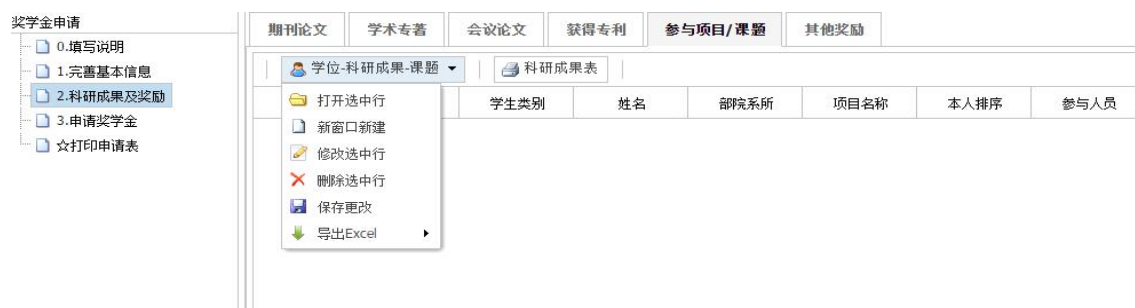 奖学金申请
0.填写说明
1.完善基本信息
2.科研成果及奖励
3.申请奖学金
☆打印申请表
期刊论文 学术专著 会议论文 获得专利 参与项目/课题 其他奖励
学位-科研成果-课题 科研成果表
学生类别 姓名 部院系所 项目名称 本人排序 参与人员
打开选中行
新窗口新建
修改选中行
删除选中行
保存更改
导出Excel